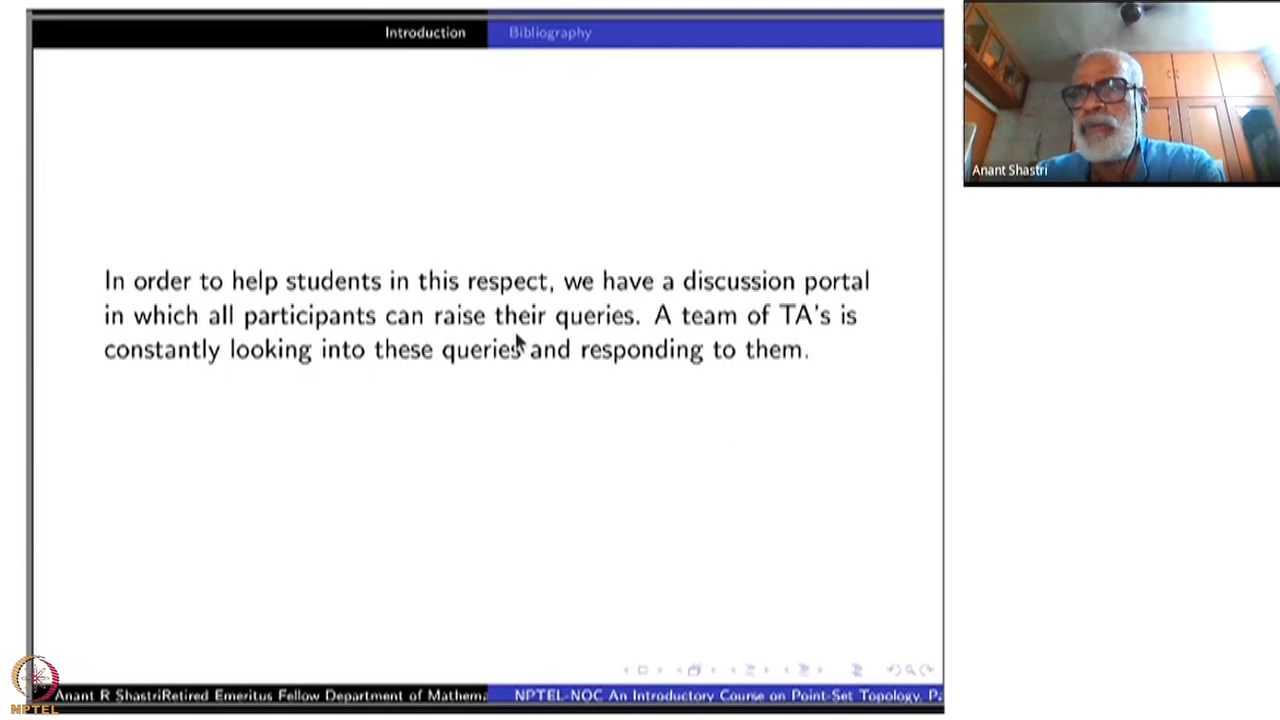 Introduction
Bibliography
Anant Shastri
In order to help students in this respect, we have a discussion portal
in which all participants can raise their queries. A team of TA's is
constantly looking into these queries and responding to them.
Anant R ShastriRetired Emeritus Fellow Department of Mathema
NPTEL-NOC An Introductory Course on Point-Set Topology, Pa
NPTEL